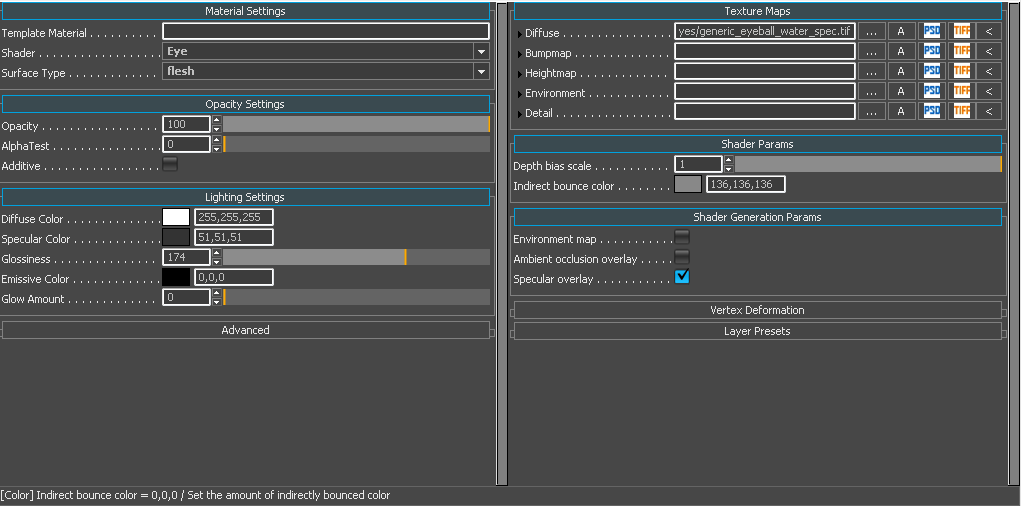 Material Settings
Template Material
Shader Eye
Surface Type flesh
Opacity Settings
Opacity 100
AlphaTest 0
Additive
Lighting Settings
Diffuse Color 255,255,255
Specular Color 51,51,51
Glossiness 174
Emissive Color 0,0,0
Glow Amount 0
Advanced
Texture Maps
Diffuse yes/generic_eyeball_water_spec.tif ... A PSD TIFF <
Bumpmap ... A PSD TIFF <
Heightmap ... A PSD TIFF <
Environment ... A PSD TIFF <
Detail ... A PSD TIFF <
Shader Params
Depth bias scale 1
Indirect bounce color 136,136,136
Shader Generation Params
Environment map
Ambient occlusion overlay
Specular overlay
Vertex Deformation
Layer Presets
[Color] Indirect bounce color = 0,0,0 / Set the amount of indirectly bounced color